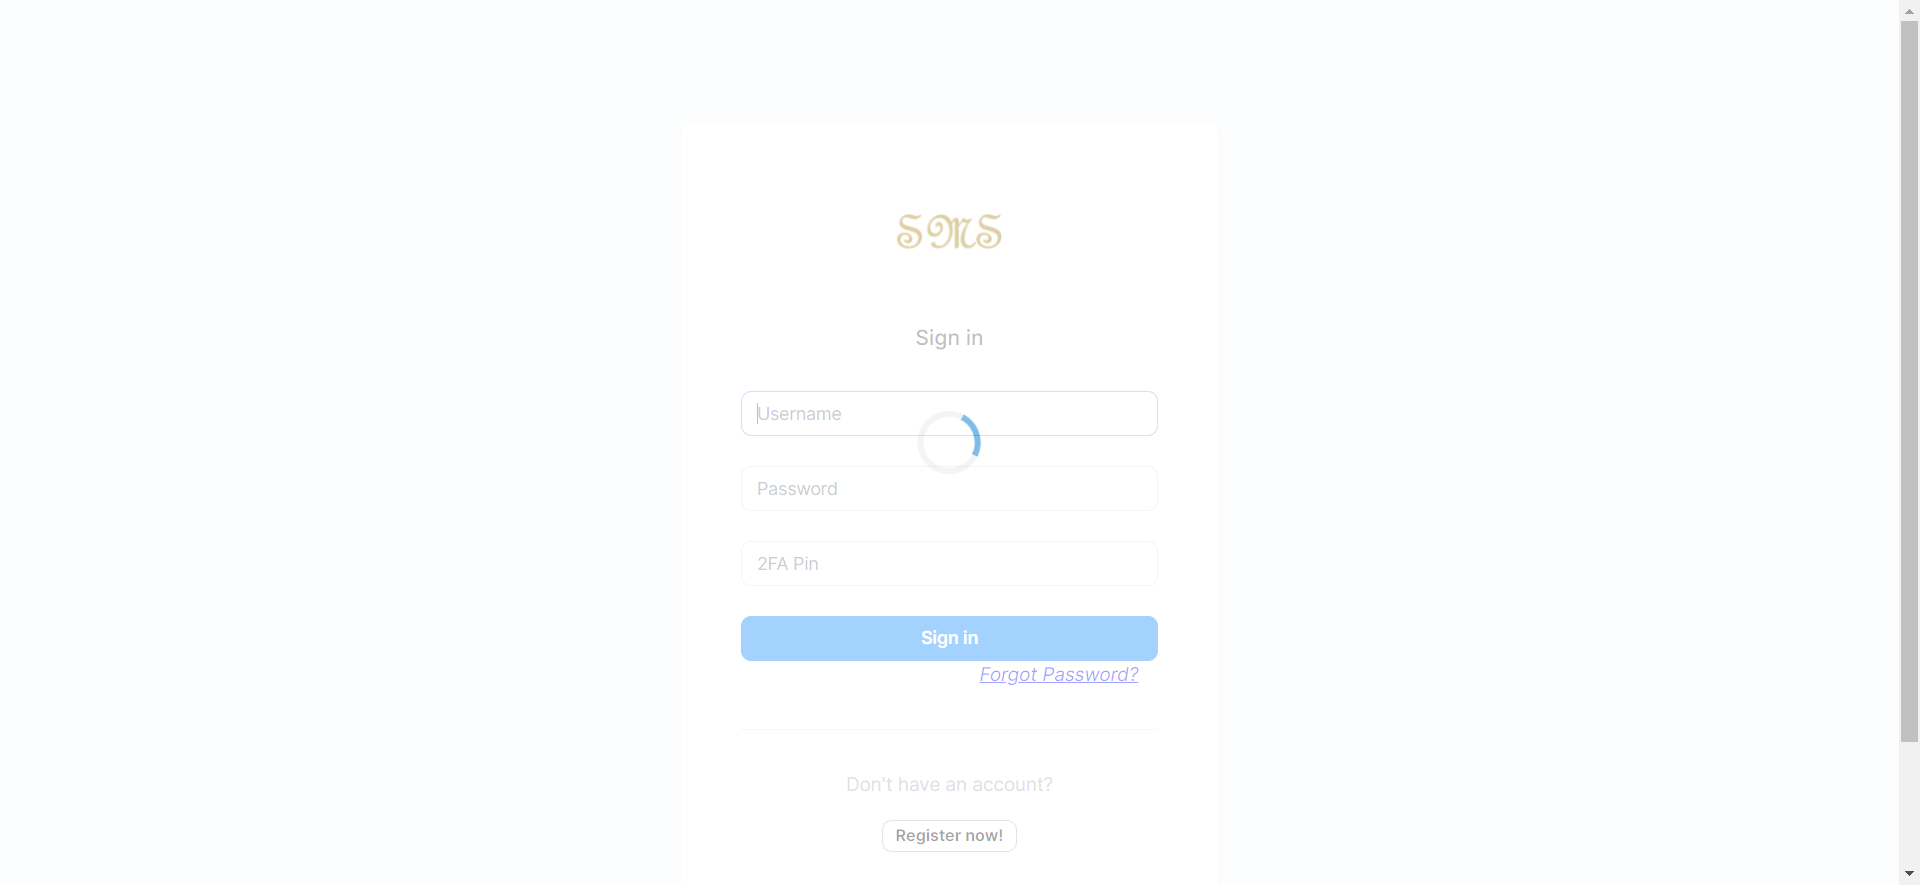 SMS
Sign in
Username
Password
2FA Pin
Sign in
Forgot Password?
Don't have an account?
Register now!